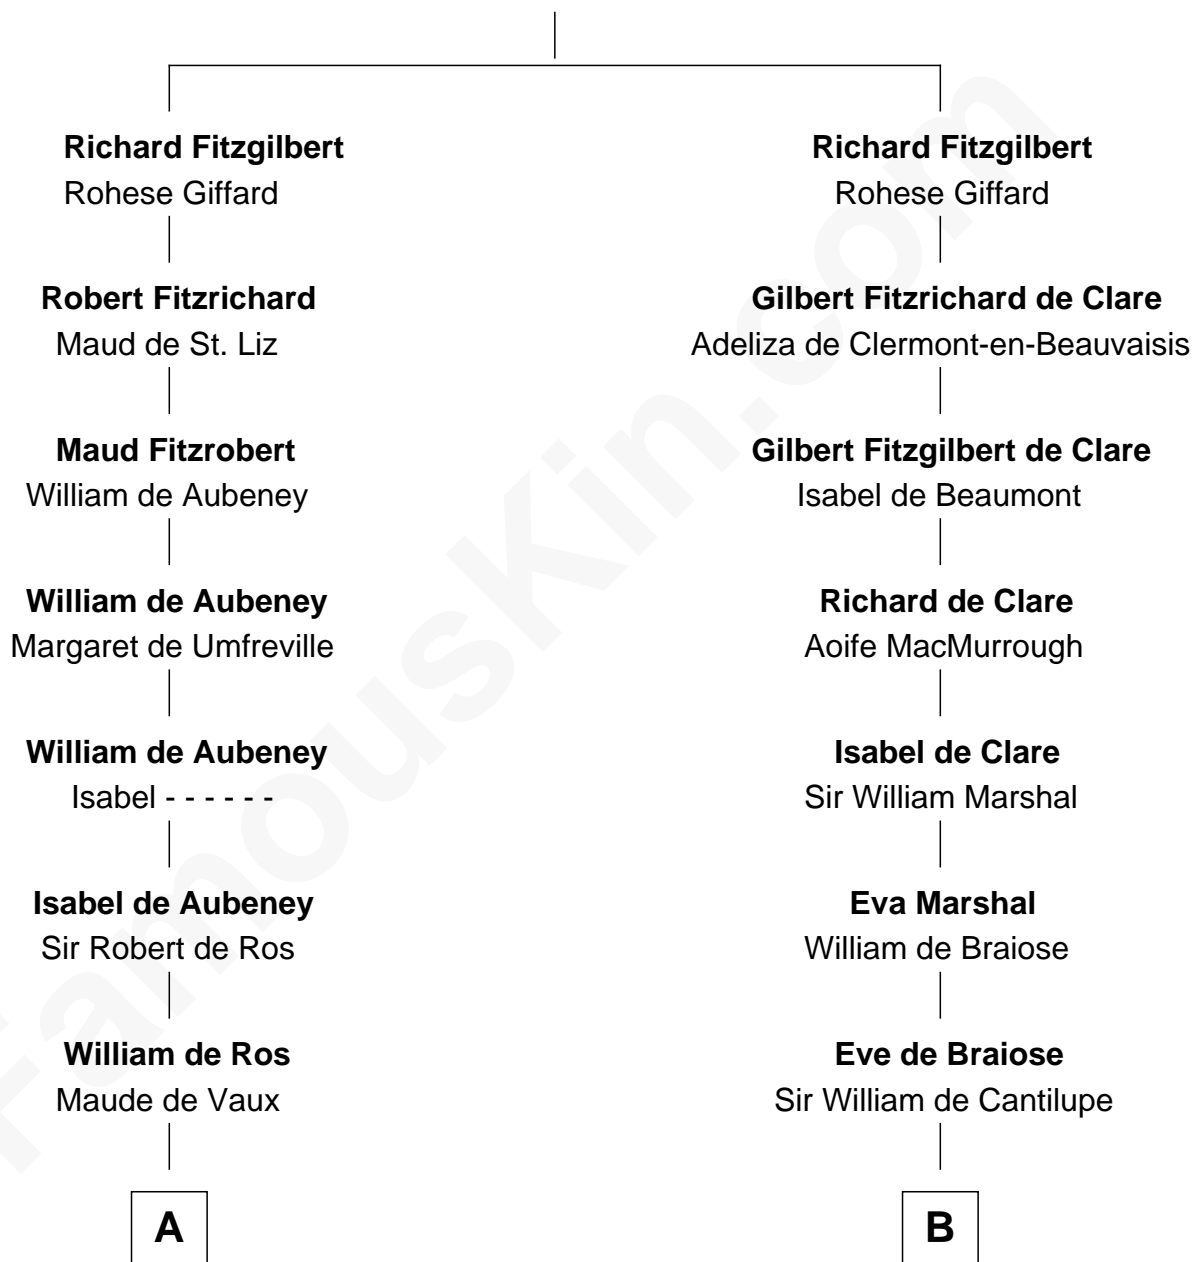 Richard Fitzgilbert
Rohese Giffard
Robert Fitzrichard
Maud de St. Liz
Maud Fitzrobert
William de Aubeney
William de Aubeney
Margaret de Umfreville
William de Aubeney
Isabel - - - - - -
Isabel de Aubeney
Sir Robert de Ros
William de Ros
Maude de Vaux
A
Richard Fitzgilbert
Rohese Giffard
Gilbert Fitzrichard de Clare
Adeliza de Clermont-en-Beauvaisis
Gilbert Fitzgilbert de Clare
Isabel de Beaumont
Richard de Clare
Aoife MacMurrough
Isabel de Clare
Sir William Marshal
Eva Marshal
William de Braiose
Eve de Braiose
Sir William de Cantilupe
B
FamousKin.com